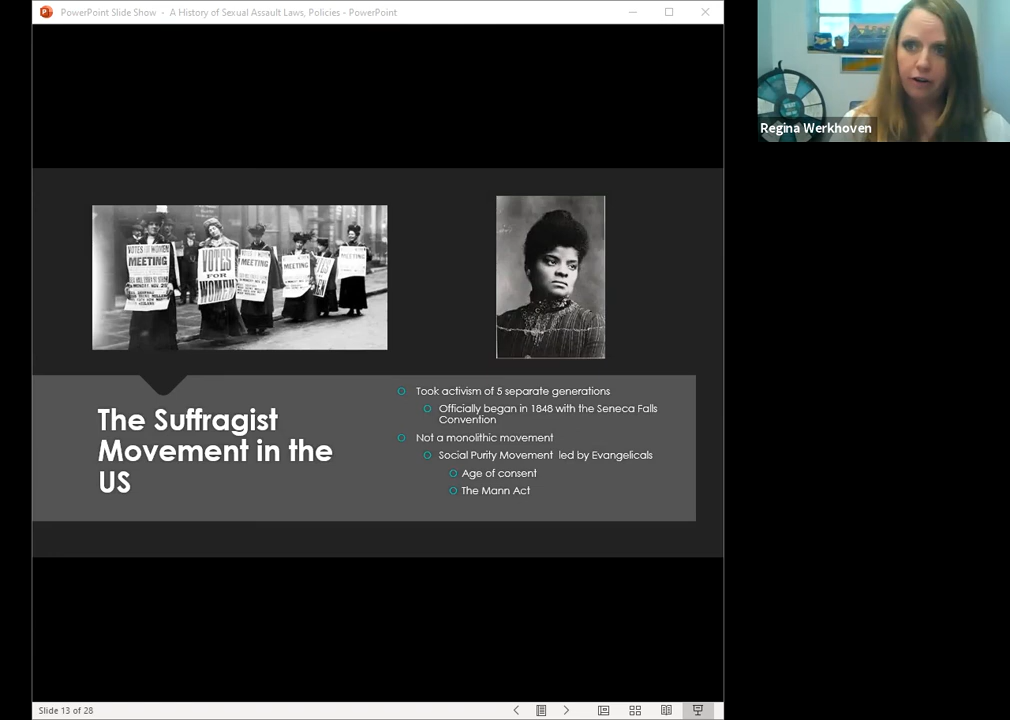 PowerPoint Slide Show - A History of Sexual Assault Laws, Policies - PowerPoint
Regina Werkhoven
VOTES FOR WOMEN
MEETING
VOTES
FOR
WOMEN
MEETING
MEETING
MEETING
The Suffragist
Movement in the
US
Took activism of 5 separate generations
Officially began in 1848 with the Seneca Falls
Convention
Not a monolithic movement
Social Purity Movement led by Evangelicals
Age of consent
The Mann Act
Slide 13 of 28